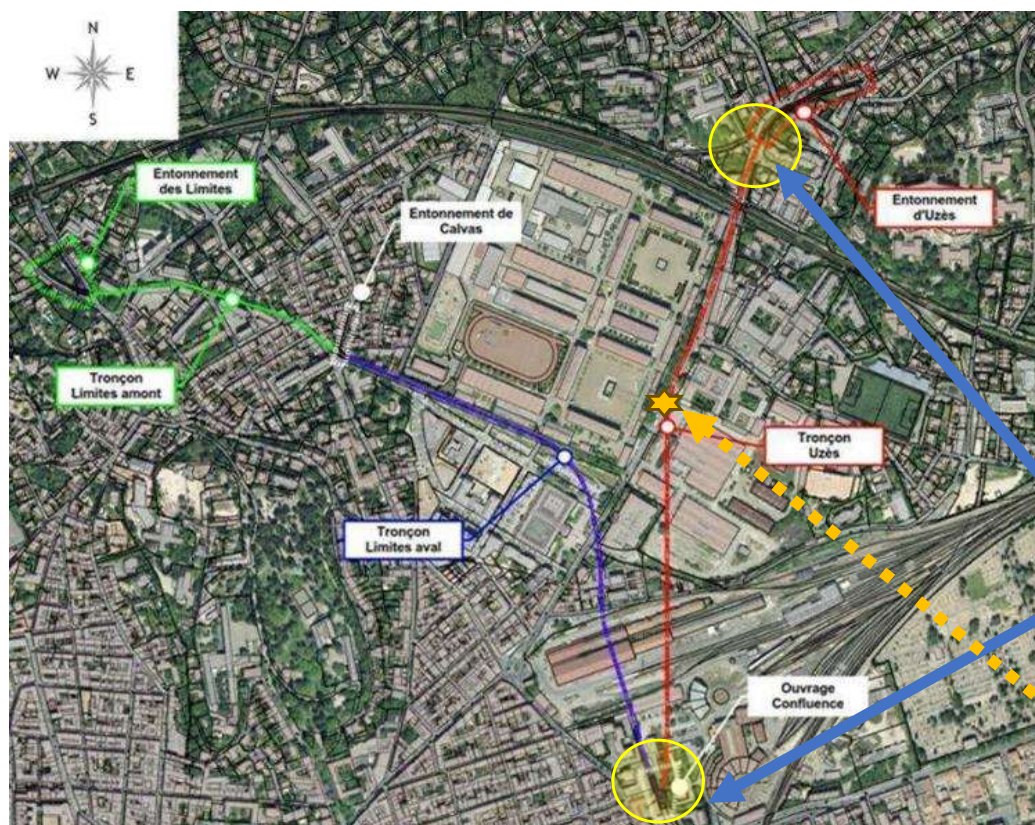 N
W E
S
Entonnement
des Limites
Entonnement de
Calvas
Entonnement
d'Uzès
Tronçon
Limites amont
Tronçon
Uzès
Tronçon
Limites aval
Ouvrage
Confluence